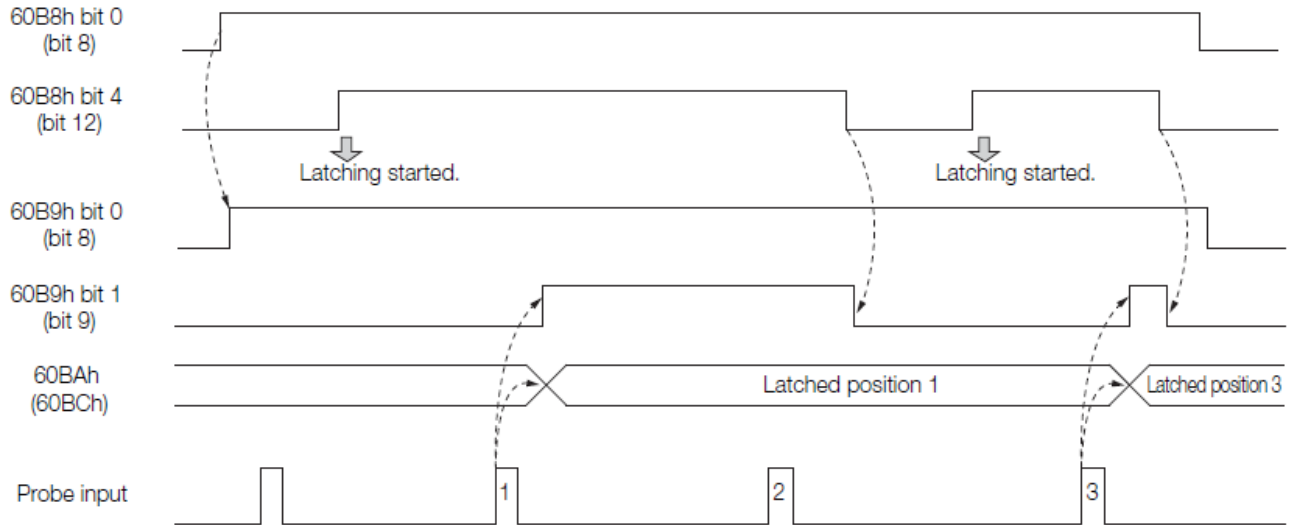 60B8h bit 0
(bit 8)
60B8h bit 4
(bit 12)
Latching started.
Latching started.
60B9h bit 0
(bit 8)
60B9h bit 1
(bit 9)
60BAh
(60BCh)
Latched position 1
Latched position 3
Probe input
1
2
3